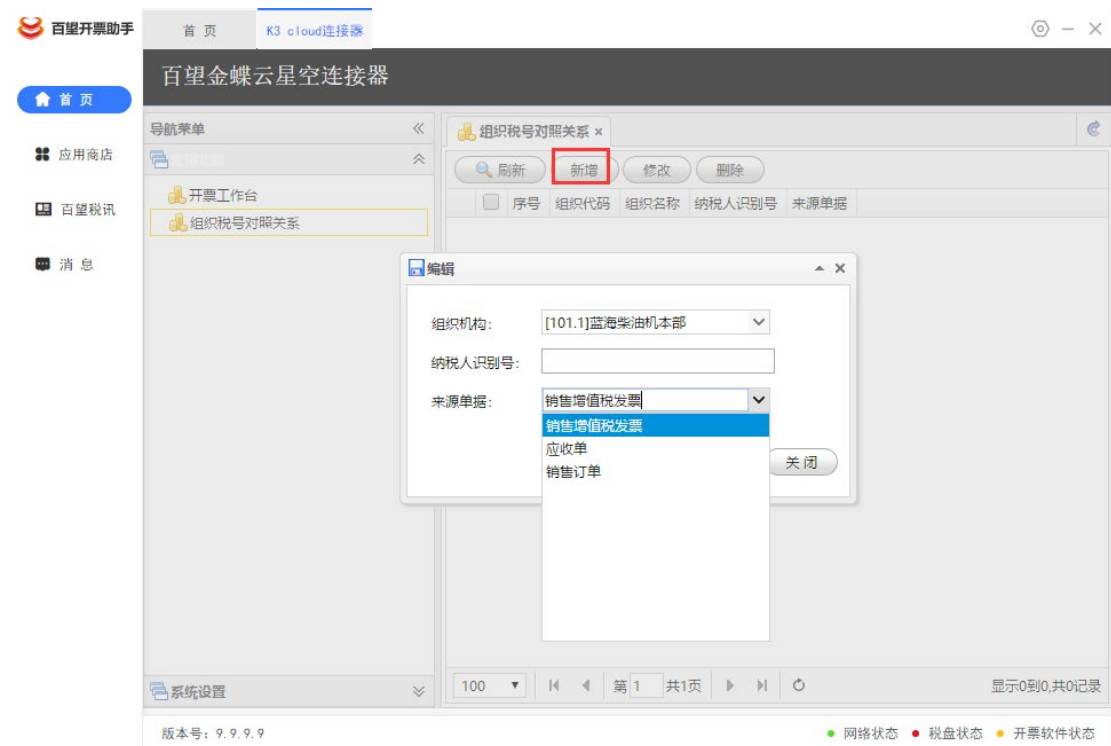 百望开票助手
首 页
K3 cloud连接器
百望金蝶云星空连接器
首 页
应用商店
百望税讯
消 息
导航菜单
开票工作台
组织税号对照关系
系统设置
组织税号对照关系
刷新 新增 修改 删除
序号 组织代码 组织名称 纳税人识别号 来源单据
编辑
组织机构: [101.1]蓝海柴油机本部
纳税人识别号:
来源单据: 销售增值税发票
销售增值税发票
应收单
销售订单
关闭
100 第 1 共1页 显示0到0,共0记录
版本号: 9.9.9.9 网络状态 税盘状态 开票软件状态